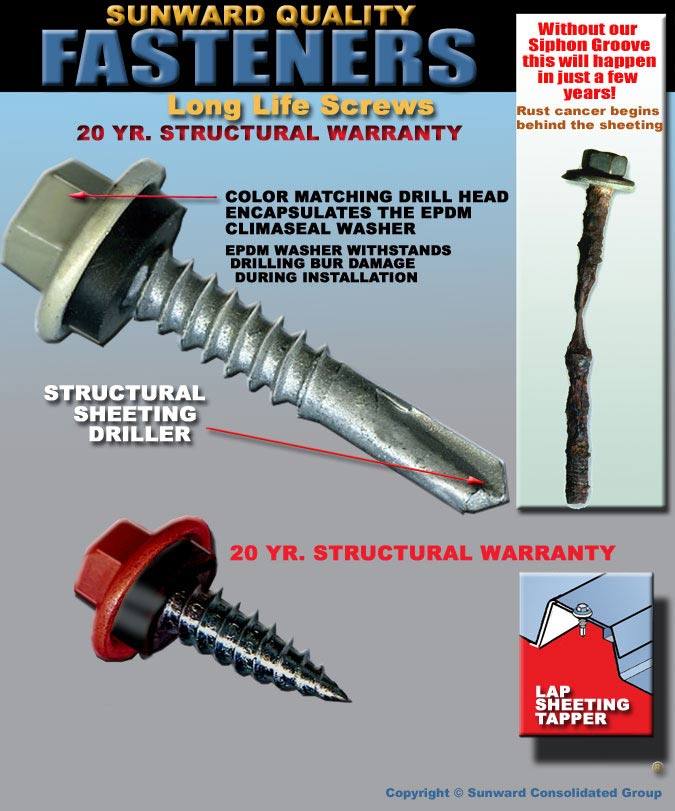 SUNWARD QUALITY
FASTENERS
Long Life Screws
20 YR. STRUCTURAL WARRANTY
Without our
Siphon Groove
this will happen
in just a few
years!
Rust cancer begins
behind the sheeting
COLOR MATCHING DRILL HEAD
ENCAPSULATES THE EPDM
CLIMASEAL WASHER
EPDM WASHER WITHSTANDS
DRILLING BUR DAMAGE
DURING INSTALLATION
STRUCTURAL
SHEETING
DRILLER
20 YR. STRUCTURAL WARRANTY
LAP
SHEETING
TAPPER
®
Copyright © Sunward Consolidated Group